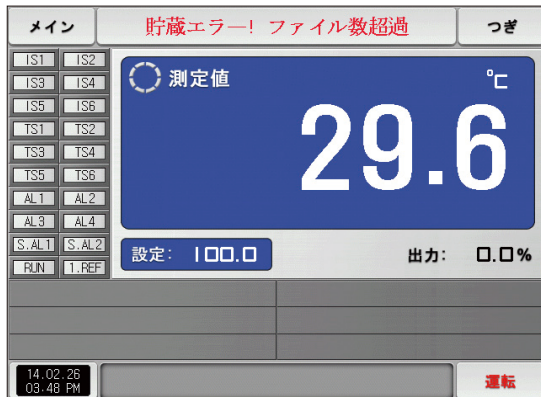 メイン 貯蔵エラー! ファイル数超過 つぎ
IS1 IS2
IS3 IS4
IS5 IS6
TS1 TS2
TS3 TS4
TS5 TS6
AL1 AL2
AL3 AL4
S.AL1 S.AL2
RUN 1.REF
測定値 ℃
29.6
設定: 100.0 出力: 0.0%
14.02.26
03:48 PM
運転